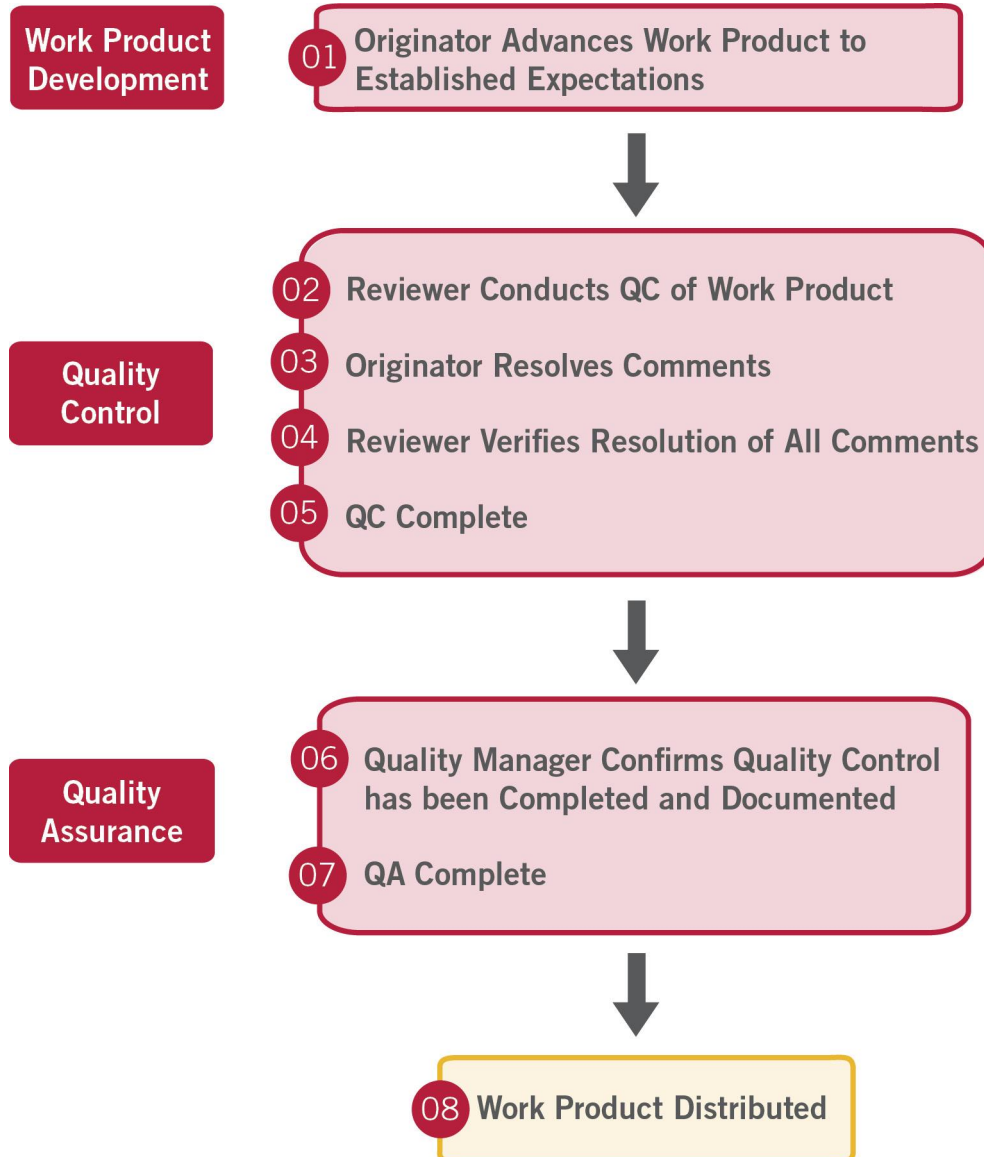 Work Product
Development
01
Originator Advances Work Product to
Established Expectations
Quality
Control
02
Reviewer Conducts QC of Work Product
03
Originator Resolves Comments
04
Reviewer Verifies Resolution of All Comments
05
QC Complete
Quality
Assurance
06
Quality Manager Confirms Quality Control
has been Completed and Documented
07
QA Complete
08
Work Product Distributed